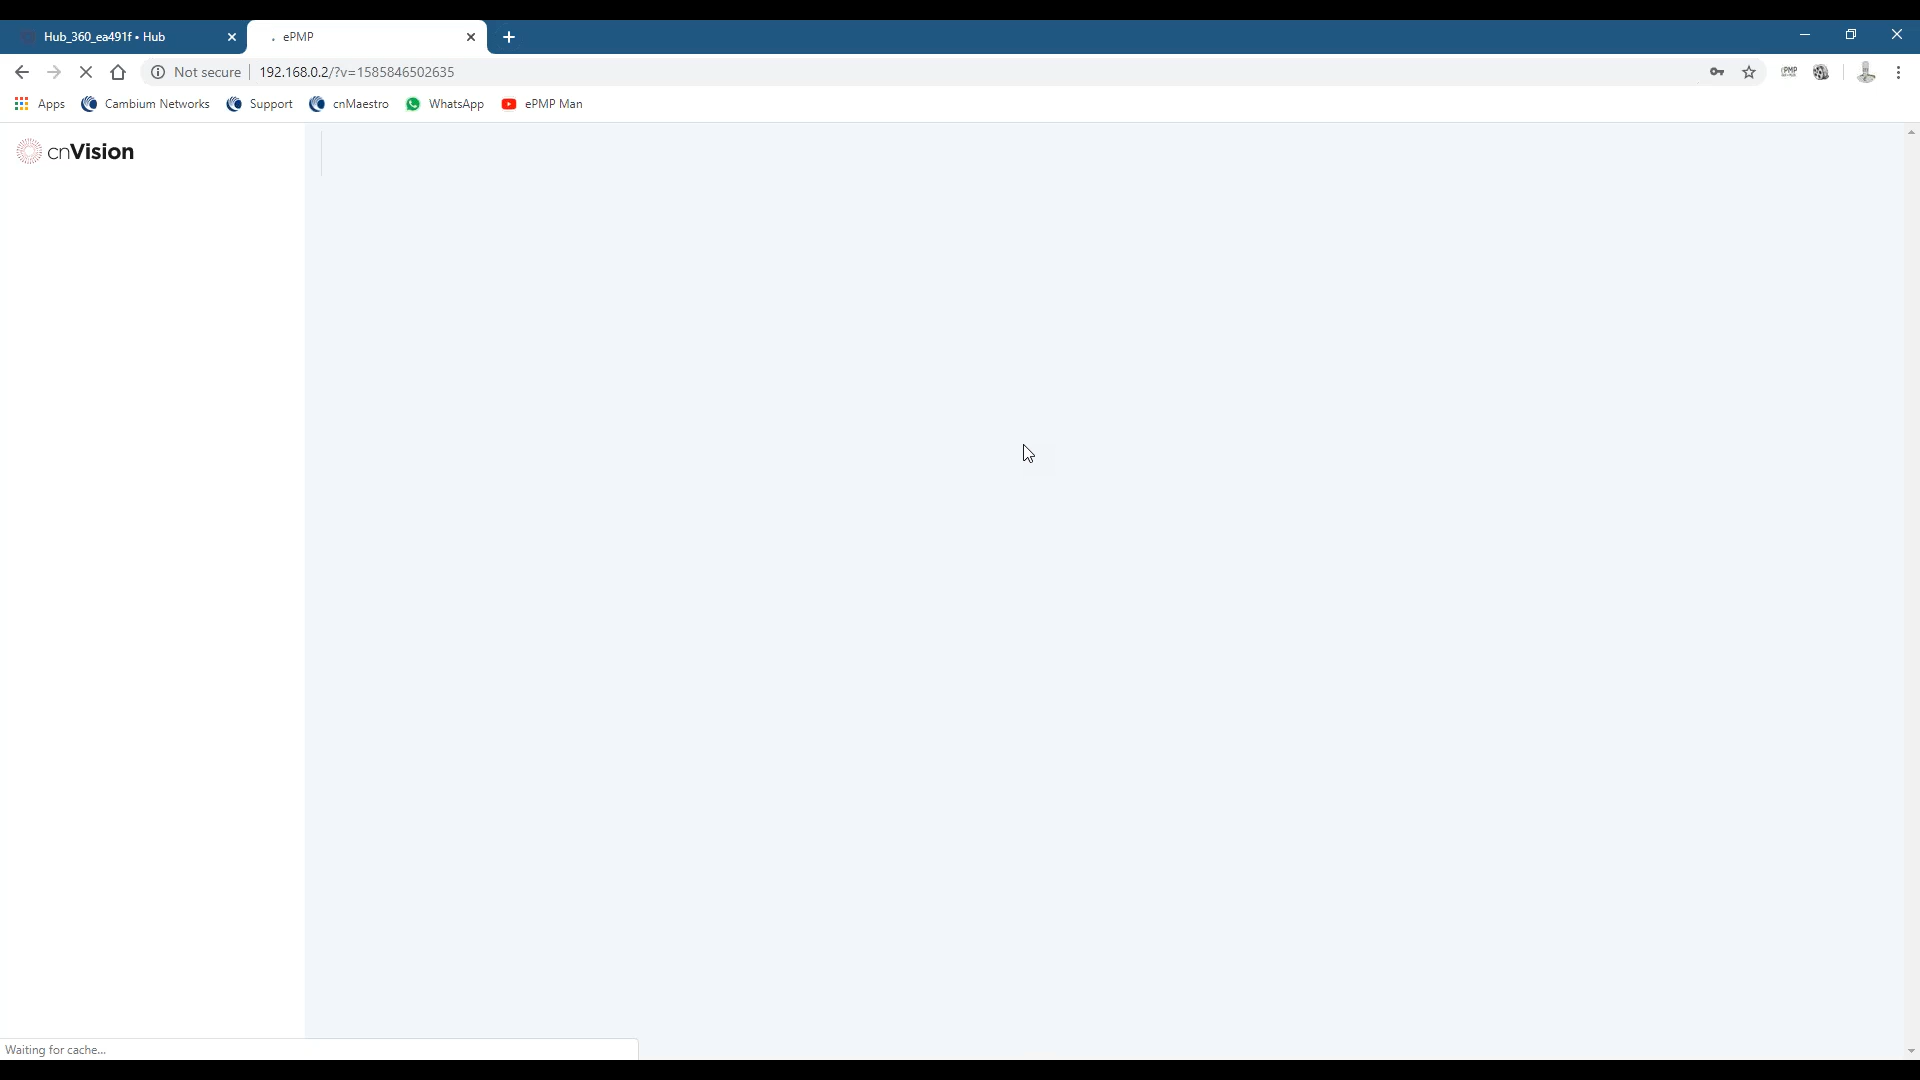 Hub_360_ea491f • Hub
ePMP
Not secure
192.168.0.2/?v=1585846502635
ePMP
Apps
Cambium Networks
Support
cnMaestro
WhatsApp
ePMP Man
cnVision
Waiting for cache...